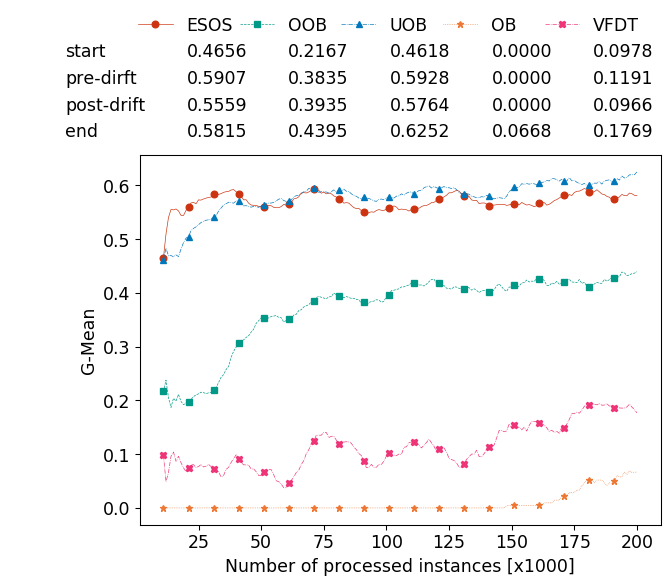 ESOS OOB UOB OB VFDT
start 0.4656 0.2167 0.4618 0.0000 0.0978
pre-dirft 0.5907 0.3835 0.5928 0.0000 0.1191
post-drift 0.5559 0.3935 0.5764 0.0000 0.0966
end 0.5815 0.4395 0.6252 0.0668 0.1769
G-Mean
0.6
0.5
0.4
0.3
0.2
0.1
0.0
25 50 75 100 125 150 175 200
Number of processed instances [x1000]